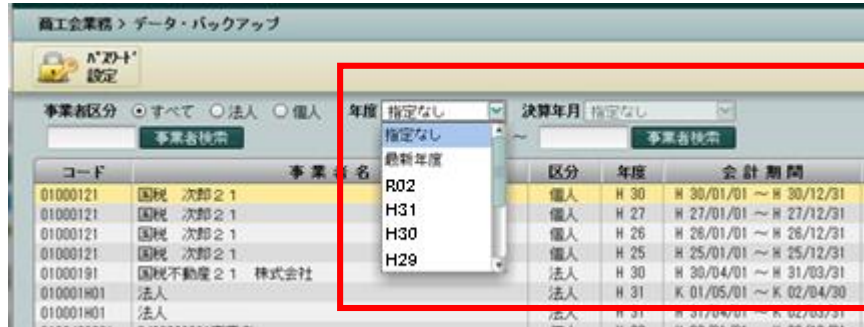 商工会業務 > データ・バックアップ
パスワード
設定
事業者区分 すべて 法人 個人 年度 指定なし 決算年月 指定なし
事業者検索 ～ 事業者検索
指定なし
最新年度
R02
H31
H30
H29
コード 事業者名 区分 年度 会計期間
01000121 国税 次郎21 個人 H 30 H 30/01/01 ～ H 30/12/31
01000121 国税 次郎21 個人 H 27 H 27/01/01 ～ H 27/12/31
01000121 国税 次郎21 個人 H 26 H 26/01/01 ～ H 26/12/31
01000121 国税 次郎21 個人 H 25 H 25/01/01 ～ H 25/12/31
01000191 国税不動産21 株式会社 法人 H 30 H 30/04/01 ～ H 31/03/31
010001H01 法人 法人 H 31 K 01/05/01 ～ K 02/04/30
010001H01 法人 法人 H 31 H 31/04/01 ～ K 02/03/31